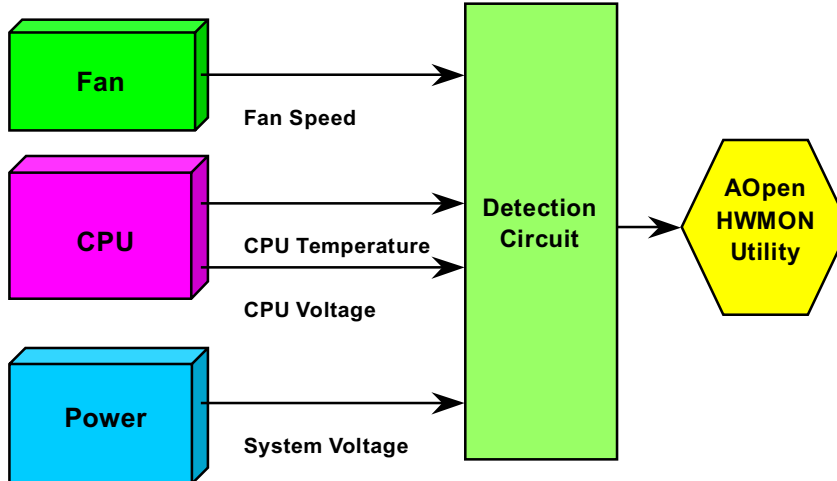 Fan
Fan Speed
CPU
CPU Temperature
CPU Voltage
Power
System Voltage
Detection
Circuit
AOpen
HWMON
Utility